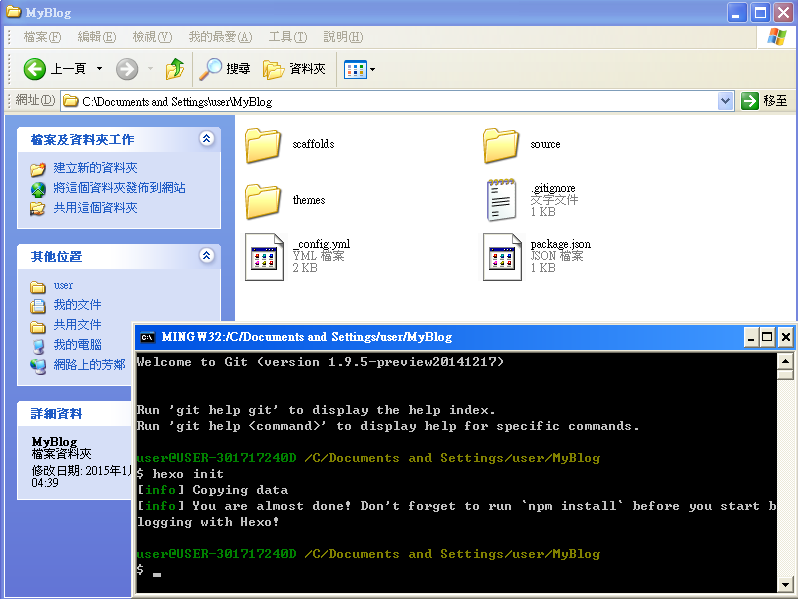 MyBlog
檔案(F) 編輯(E) 檢視(V) 我的最愛(A) 工具(T) 說明(H)
上一頁 搜尋 資料夾
網址(D) C:\Documents and Settings\user\MyBlog 移至
檔案及資料夾工作
建立新的資料夾
將這個資料夾發佈到網站
共用這個資料夾
其他位置
user
我的文件
共用文件
我的電腦
網路上的芳鄰
詳細資料
MyBlog
檔案資料夾
修改日期: 2015年1月
04:39
scaffolds
source
themes
.gitignore
文字文件
1 KB
_config.yml
YML 檔案
2 KB
package.json
JSON 檔案
1 KB
MINGW32:/C/Documents and Settings/user/MyBlog
Welcome to Git (version 1.9.5-preview20141217)
Run 'git help git' to display the help index.
Run 'git help <command>' to display help for specific commands.
user@USER-301717240D /C/Documents and Settings/user/MyBlog
$ hexo init
[info] Copying data
[info] You are almost done! Don't forget to run `npm install` before you start b
logging with Hexo!
user@USER-301717240D /C/Documents and Settings/user/MyBlog
$ _